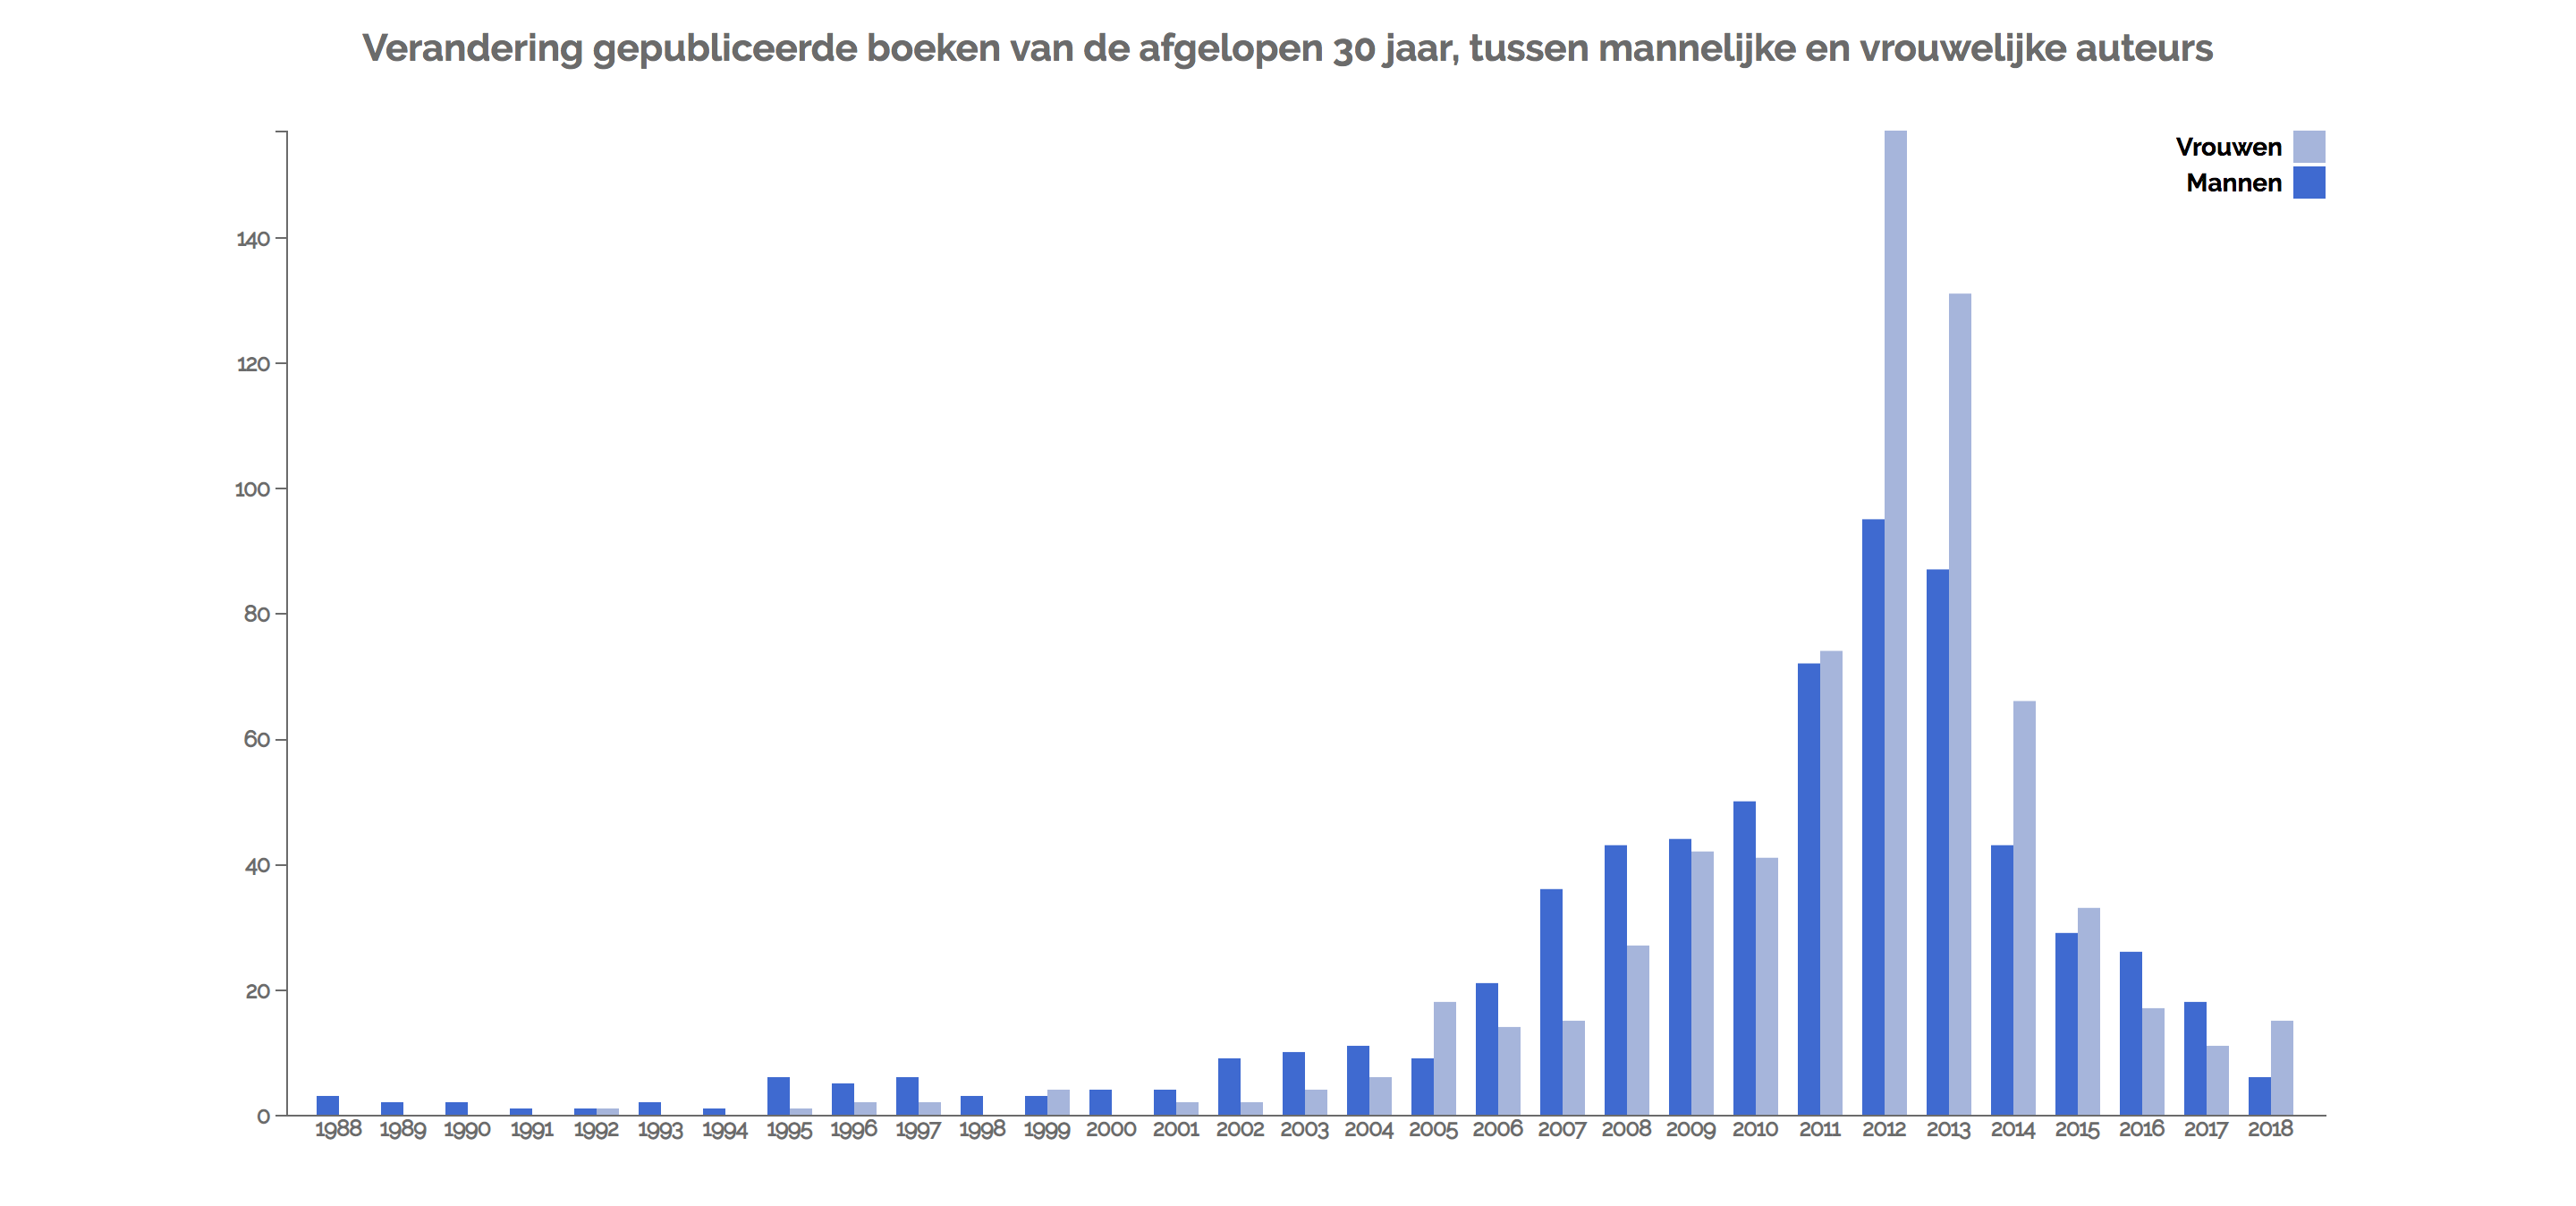 Verandering gepubliceerde boeken van de afgelopen 30 jaar, tussen mannelijke en vrouwelijke auteurs
Vrouwen
Mannen
140
120
100
80
60
40
20
0
1988 1989 1990 1991 1992 1993 1994 1995 1996 1997 1998 1999 2000 2001 2002 2003 2004 2005 2006 2007 2008 2009 2010 2011 2012 2013 2014 2015 2016 2017 2018